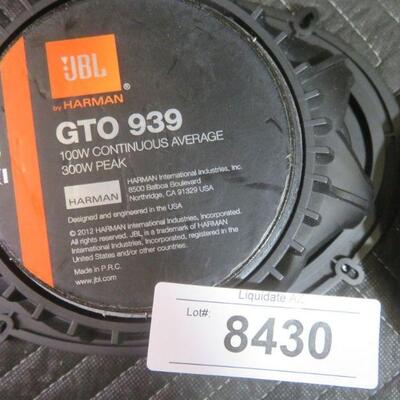 JBL®
by HARMAN
GTO 939
100W CONTINUOUS AVERAGE
300W PEAK
HARMAN
HARMAN International Industries, Inc.
8500 Balboa Boulevard
Northridge, CA 91329 USA
Designed and engineered in the USA
© 2012 HARMAN International Industries, Incorporated.
All rights reserved. JBL is a trademark of HARMAN
International Industries, Incorporated, registered in the
United States and/or other countries.
Made in P.R.C.
www.jbl.com
Liquidate AZ
Lot#:
8430